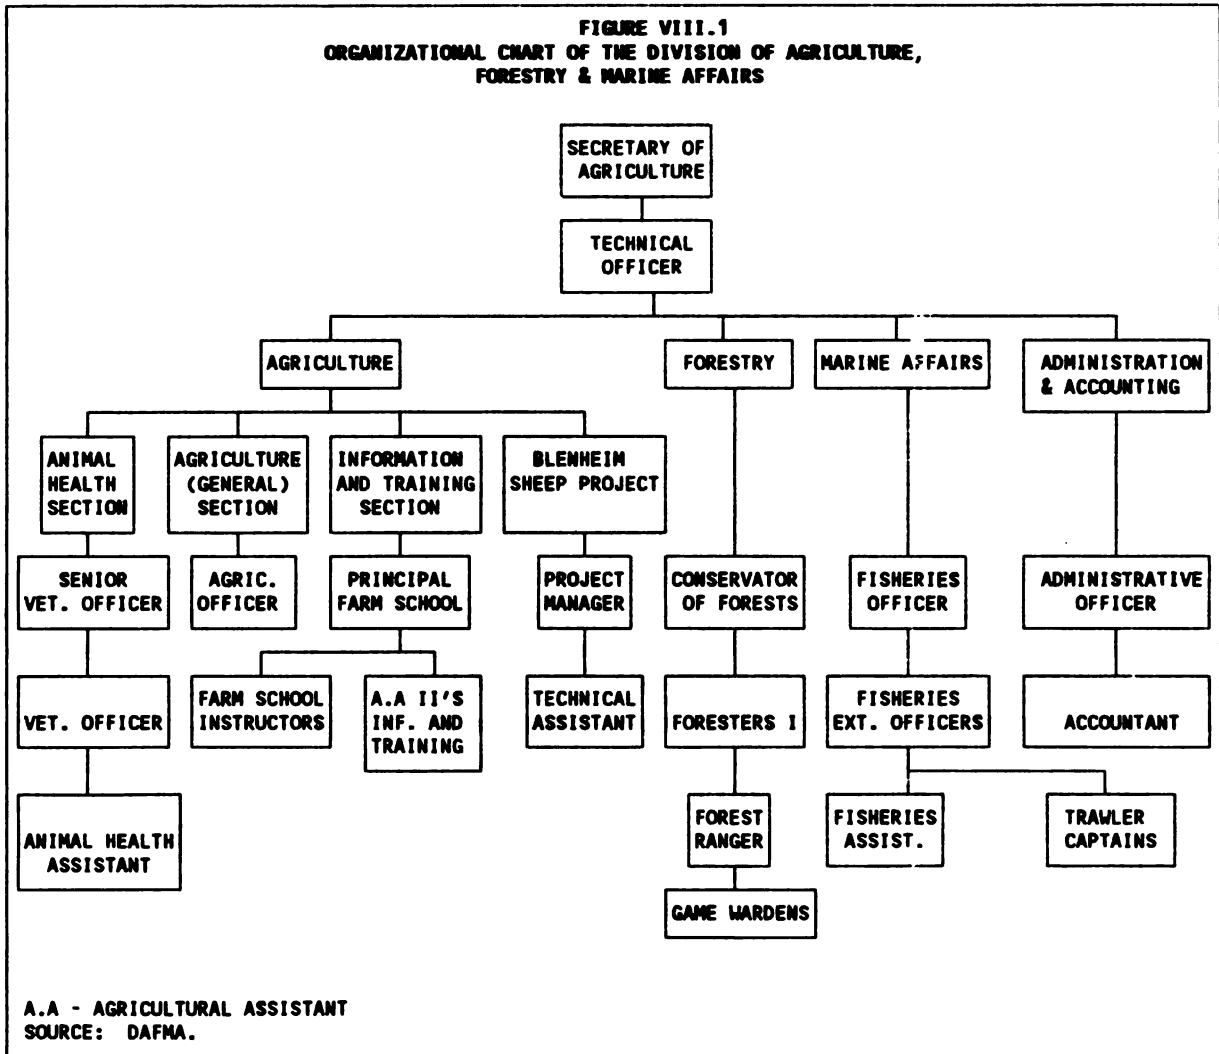 FIGURE VIII.1
ORGANIZATIONAL CHART OF THE DIVISION OF AGRICULTURE,
FORESTRY & MARINE AFFAIRS
SECRETARY OF
AGRICULTURE
TECHNICAL
OFFICER
AGRICULTURE
FORESTRY
MARINE AFFAIRS
ADMINISTRATION
& ACCOUNTING
ANIMAL
HEALTH
SECTION
AGRICULTURE
(GENERAL)
SECTION
INFORMATION
AND TRAINING
SECTION
BLENHEIM
SHEEP PROJECT
SENIOR
VET. OFFICER
AGRIC.
OFFICER
PRINCIPAL
FARM SCHOOL
PROJECT
MANAGER
CONSERVATOR
OF FORESTS
FISHERIES
OFFICER
ADMINISTRATIVE
OFFICER
VET. OFFICER
FARM SCHOOL
INSTRUCTORS
A.A II'S
INF. AND
TRAINING
TECHNICAL
ASSISTANT
FORESTERS I
FISHERIES
EXT. OFFICERS
ACCOUNTANT
ANIMAL HEALTH
ASSISTANT
FOREST
RANGER
FISHERIES
ASSIST.
TRAWLER
CAPTAINS
GAME WARDENS
A.A - AGRICULTURAL ASSISTANT
SOURCE: DAFMA.